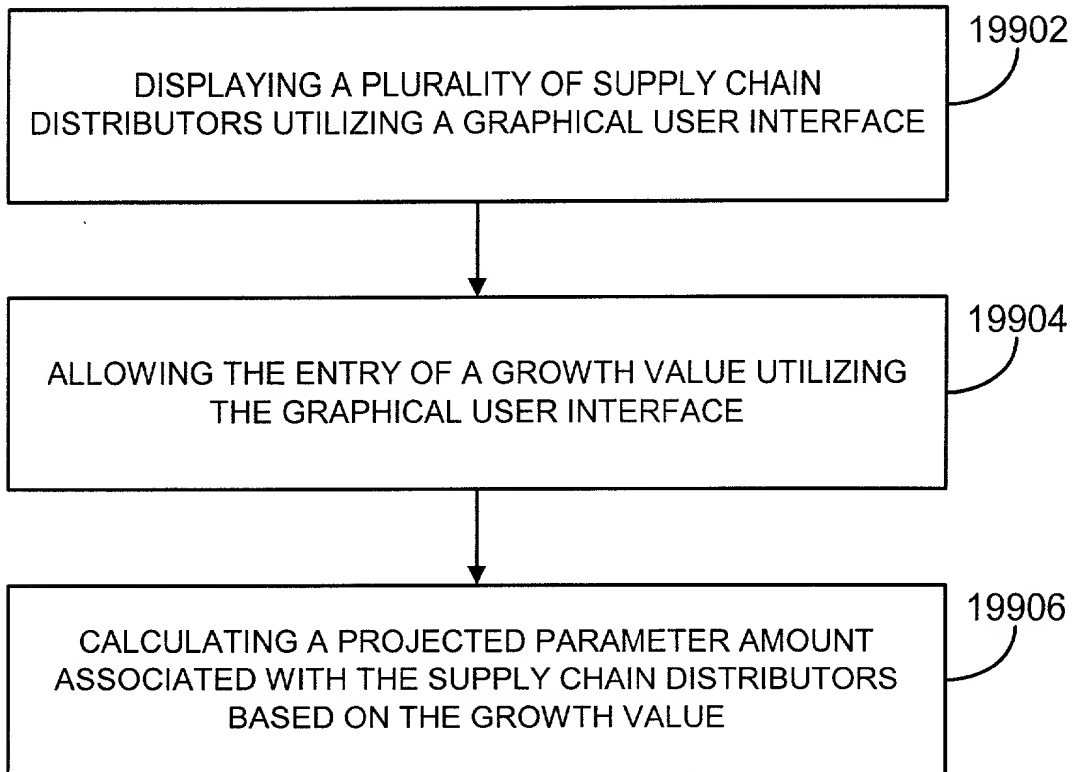 19902
DISPLAYING A PLURALITY OF SUPPLY CHAIN
DISTRIBUTORS UTILIZING A GRAPHICAL USER INTERFACE
19904
ALLOWING THE ENTRY OF A GROWTH VALUE UTILIZING
THE GRAPHICAL USER INTERFACE
19906
CALCULATING A PROJECTED PARAMETER AMOUNT
ASSOCIATED WITH THE SUPPLY CHAIN DISTRIBUTORS
BASED ON THE GROWTH VALUE